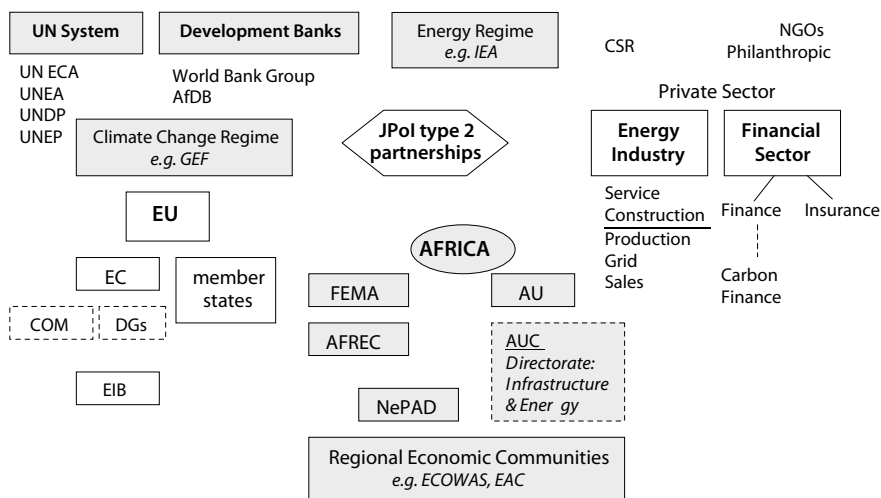 UN System
Development Banks
Energy Regime
e.g. IEA
CSR
NGOs
Philanthropic
UN ECA
UNEA
UNDP
UNEP
World Bank Group
AfDB
Private Sector
Climate Change Regime
e.g. GEF
JPoI type 2
partnerships
Energy
Industry
Financial
Sector
EU
Service
Construction
Production
Grid
Sales
Finance
Insurance
Carbon
Finance
AFRICA
EC
member
states
COM
DGs
EIB
FEMA
AU
AFREC
AUC
Directorate:
Infrastructure
& Ener gy
NePAD
Regional Economic Communities
e.g. ECOWAS, EAC